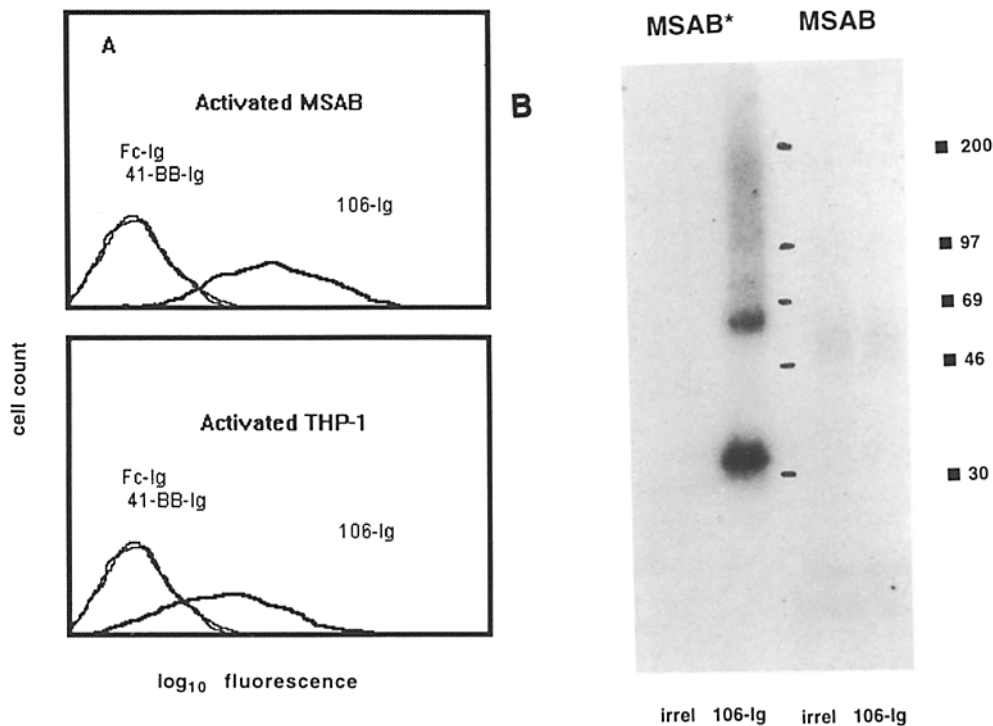 A
Activated MSAB
Fc-Ig
41-BB-Ig
106-Ig
Activated THP-1
Fc-Ig
41-BB-Ig
106-Ig
cell count
log10 fluorescence
B
MSAB* MSAB
200
97
69
46
30
irrel 106-Ig irrel 106-Ig